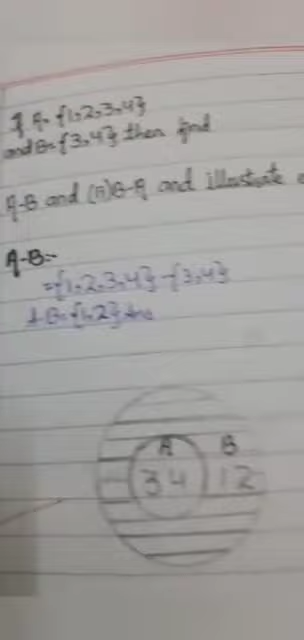 If A= {1,2,3,4}
and B= {3,4} then find
A-B and (ii) B-A and illustrate
A-B:-
={1,2,3,4}-{3,4}
A-B={1,2} Ans
A B
34 12